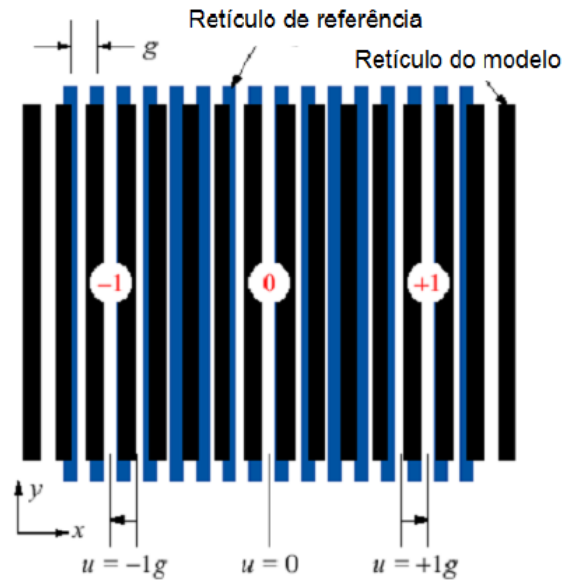 Retículo de referência
g
Retículo do modelo
−1
0
+1
y
x
u = −1g
u = 0
u = +1g